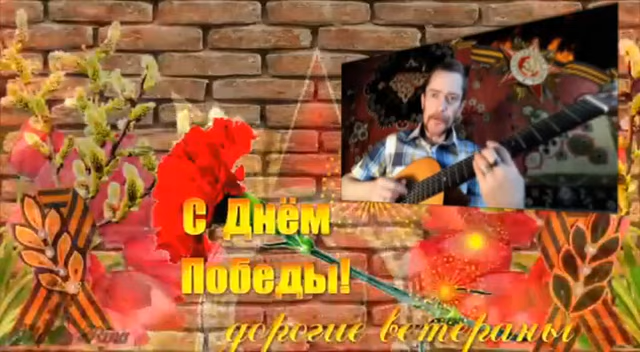 С Днём
Победы!
дорогие ветераны